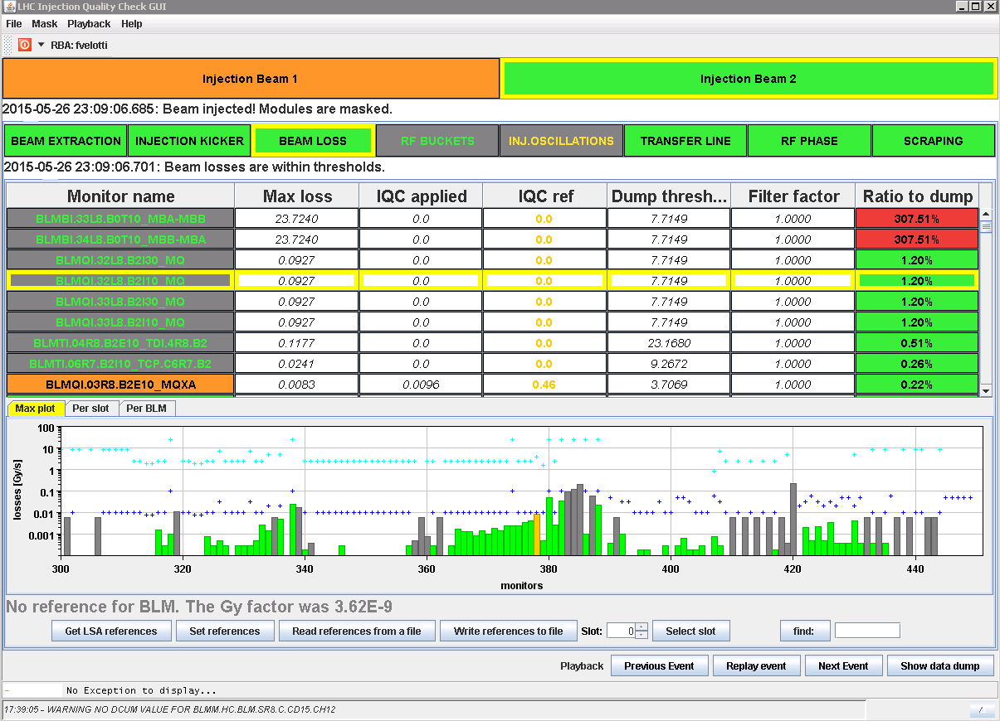 LHC Injection Quality Check GUI
File Mask Playback Help
RBA: fvelotti
Injection Beam 1 Injection Beam 2
2015-05-26 23:09:06.685: Beam injected! Modules are masked.
BEAM EXTRACTION INJECTION KICKER BEAM LOSS RF BUCKETS INJ.OSCILLATIONS TRANSFER LINE RF PHASE SCRAPING
2015-05-26 23:09:06.701: Beam losses are within thresholds.
Monitor name Max loss IQC applied IQC ref Dump thresh... Filter factor Ratio to dump
BLMBI.33L8.B0T10_MBA-MBB 23.7240 0.0 0.0 7.7149 1.0000 307.51%
BLMBI.34L8.B0T10_MBB-MBA 23.7240 0.0 0.0 7.7149 1.0000 307.51%
BLMQI.32L8.B2I30_MQ 0.0927 0.0 0.0 7.7149 1.0000 1.20%
BLMQI.32L8.B2I10_MQ 0.0927 0.0 0.0 7.7149 1.0000 1.20%
BLMQI.33L8.B2I30_MQ 0.0927 0.0 0.0 7.7149 1.0000 1.20%
BLMQI.33L8.B2I10_MQ 0.0927 0.0 0.0 7.7149 1.0000 1.20%
BLMTI.04R8.B2E10_TDI.4R8.B2 0.1177 0.0 0.0 23.1680 1.0000 0.51%
BLMTI.06R7.B2I10_TCP.C6R7.B2 0.0241 0.0 0.0 9.2672 1.0000 0.26%
BLMQI.03R8.B2E10_MQXA 0.0083 0.0096 0.46 3.7069 1.0000 0.22%
Max plot Per slot Per BLM
losses [Gy/s]
100
10
1
0.1
0.01
0.001
300 320 340 360 380 400 420 440
monitors
No reference for BLM. The Gy factor was 3.62E-9
Get LSA references Set references Read references from a file Write references to file Slot: 0 Select slot find:
Playback Previous Event Replay event Next Event Show data dump
No Exception to display...
17:39:05 - WARNING NO DCUM VALUE FOR BLMM.HC.BLM.SR8.C.CD15.CH12